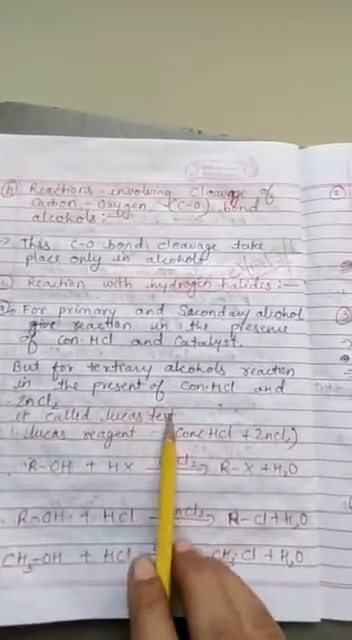 (b) Reactions involving Cleavage of
Carbon - Oxygen (C-O) bond
alcohols:-
→ This C-O bond cleavage take
place only in alcohols
Reaction with hydrogen halides:-
For primary and Secondary alcohol
give reaction in the presence
of con·HCl and Catalyst.
But for tertiary alcohols reaction
in the present of Con·HCl and
ZnCl2
it called lucas test
lucas reagent - (Conc·HCl + ZnCl2)
R-OH + HX → R-X + H2O
R-OH + HCl → R-Cl + H2O
CH3-OH + HCl CH3Cl + H2O